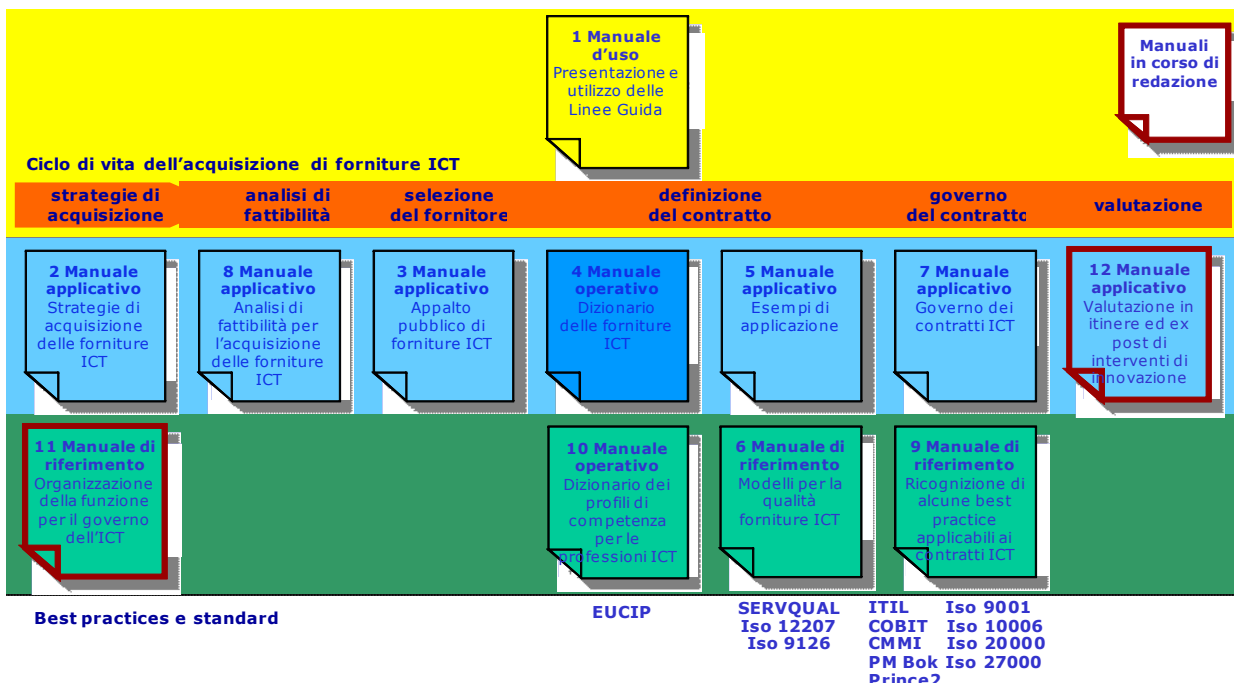 1 Manuale
d'uso
Presentazione e
utilizzo delle
Linee Guida
Manuali
in corso di
redazione
Ciclo di vita dell'acquisizione di forniture ICT
strategie di
acquisizione
analisi di
fattibilità
selezione
del fornitore
definizione
del contratto
governo
del contratto
valutazione
2 Manuale
applicativo
Strategie di
acquisizione
delle forniture
ICT
8 Manuale
applicativo
Analisi di
fattibilità per
l'acquisizione
delle forniture
ICT
3 Manuale
applicativo
Appalto
pubblico di
forniture ICT
4 Manuale
operativo
Dizionario
delle forniture
ICT
5 Manuale
applicativo
Esempi di
applicazione
7 Manuale
applicativo
Governo dei
contratti ICT
12 Manuale
applicativo
Valutazione in
itinere ed ex
post di
interventi di
innovazione
11 Manuale di
riferimento
Organizzazione
della funzione
per il governo
dell'ICT
10 Manuale
operativo
Dizionario dei
profili di
competenza
per le
professioni ICT
6 Manuale di
riferimento
Modelli per la
qualità
forniture ICT
9 Manuale di
riferimento
Ricognizione di
alcune best
practice
applicabili ai
contratti ICT
Best practices e standard
EUCIP
SERVQUAL
Iso 12207
Iso 9126
ITIL Iso 9001
COBIT Iso 10006
CMMI Iso 20000
PM Bok Iso 27000
Prince2